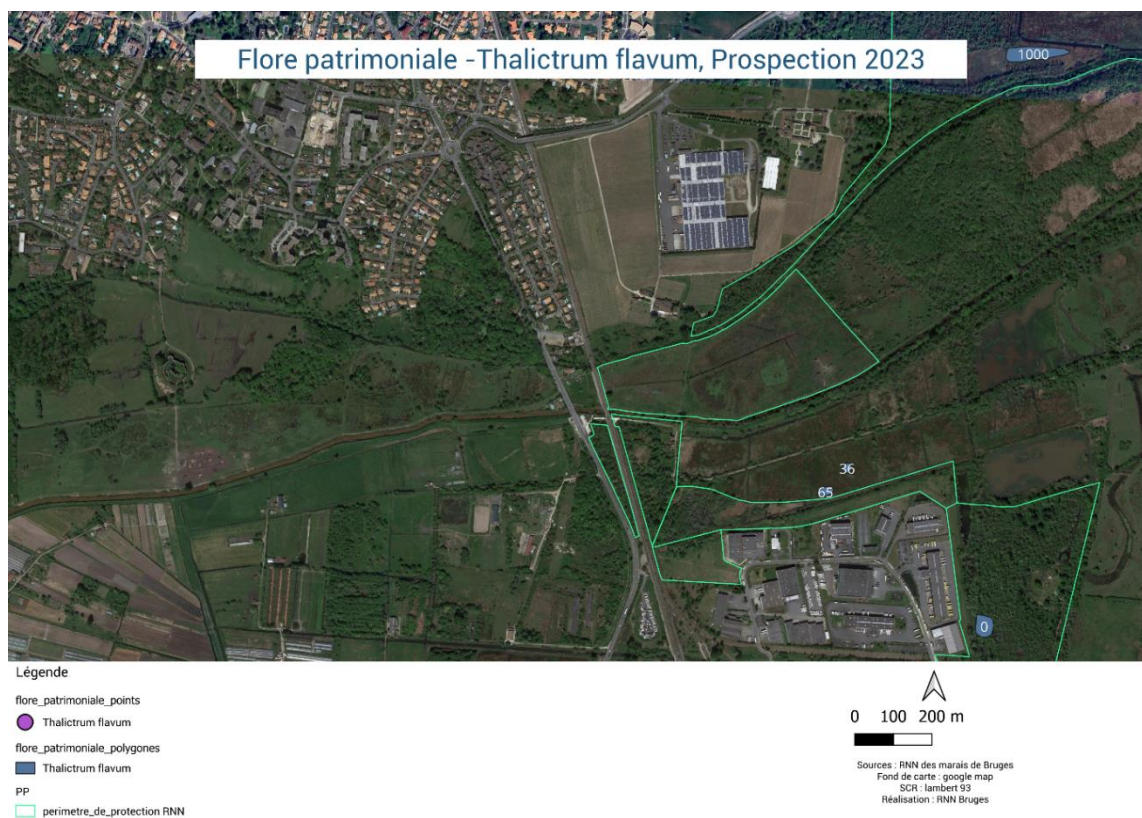 Flore patrimoniale -Thalictrum flavum, Prospection 2023
1000
36
65
0
Légende
flore_patrimoniale_points
Thalictrum flavum
flore_patrimoniale_polygones
Thalictrum flavum
PP
perimetre_de_protection RNN
0 100 200 m
Sources : RNN des marais de Bruges
Fond de carte : google map
SCR : lambert 93
Réalisation : RNN Bruges